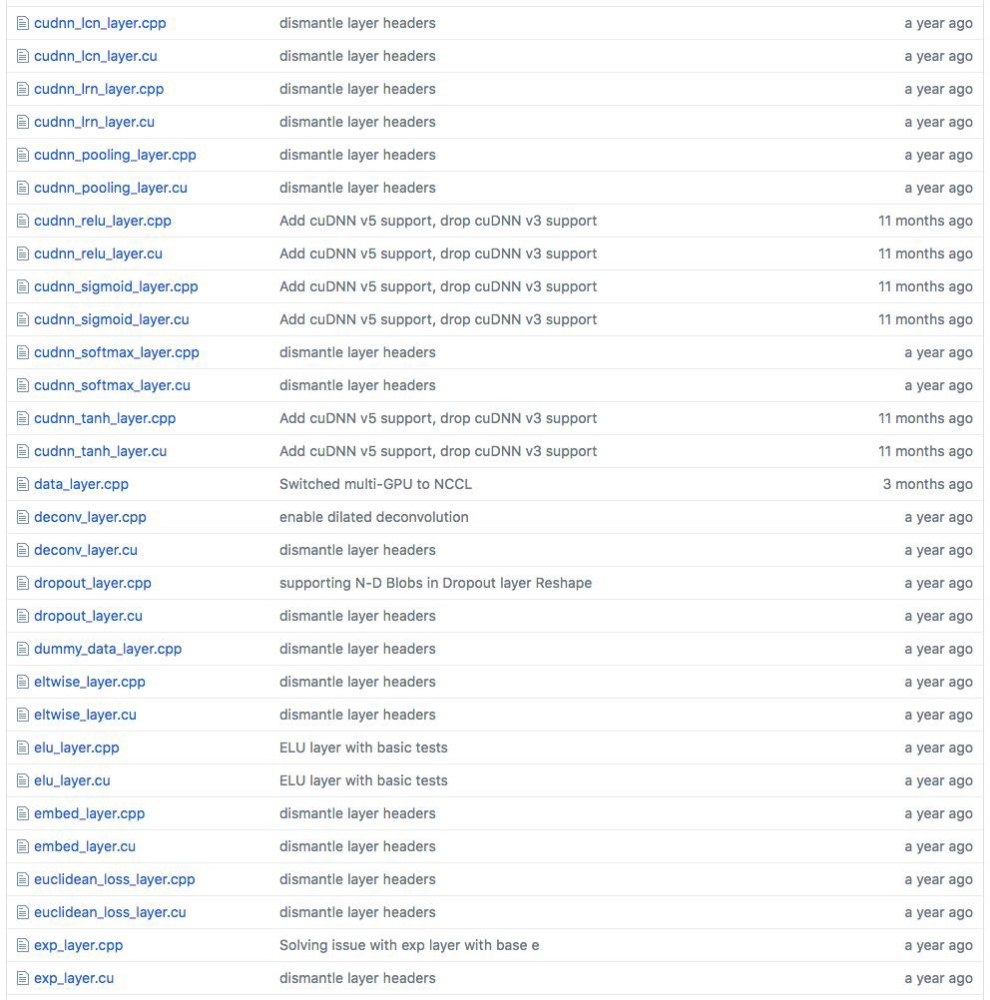 cudnn_lcn_layer.cpp dismantle layer headers a year ago
cudnn_lcn_layer.cu dismantle layer headers a year ago
cudnn_lrn_layer.cpp dismantle layer headers a year ago
cudnn_lrn_layer.cu dismantle layer headers a year ago
cudnn_pooling_layer.cpp dismantle layer headers a year ago
cudnn_pooling_layer.cu dismantle layer headers a year ago
cudnn_relu_layer.cpp Add cuDNN v5 support, drop cuDNN v3 support 11 months ago
cudnn_relu_layer.cu Add cuDNN v5 support, drop cuDNN v3 support 11 months ago
cudnn_sigmoid_layer.cpp Add cuDNN v5 support, drop cuDNN v3 support 11 months ago
cudnn_sigmoid_layer.cu Add cuDNN v5 support, drop cuDNN v3 support 11 months ago
cudnn_softmax_layer.cpp dismantle layer headers a year ago
cudnn_softmax_layer.cu dismantle layer headers a year ago
cudnn_tanh_layer.cpp Add cuDNN v5 support, drop cuDNN v3 support 11 months ago
cudnn_tanh_layer.cu Add cuDNN v5 support, drop cuDNN v3 support 11 months ago
data_layer.cpp Switched multi-GPU to NCCL 3 months ago
deconv_layer.cpp enable dilated deconvolution a year ago
deconv_layer.cu dismantle layer headers a year ago
dropout_layer.cpp supporting N-D Blobs in Dropout layer Reshape a year ago
dropout_layer.cu dismantle layer headers a year ago
dummy_data_layer.cpp dismantle layer headers a year ago
eltwise_layer.cpp dismantle layer headers a year ago
eltwise_layer.cu dismantle layer headers a year ago
elu_layer.cpp ELU layer with basic tests a year ago
elu_layer.cu ELU layer with basic tests a year ago
embed_layer.cpp dismantle layer headers a year ago
embed_layer.cu dismantle layer headers a year ago
euclidean_loss_layer.cpp dismantle layer headers a year ago
euclidean_loss_layer.cu dismantle layer headers a year ago
exp_layer.cpp Solving issue with exp layer with base e a year ago
exp_layer.cu dismantle layer headers a year ago